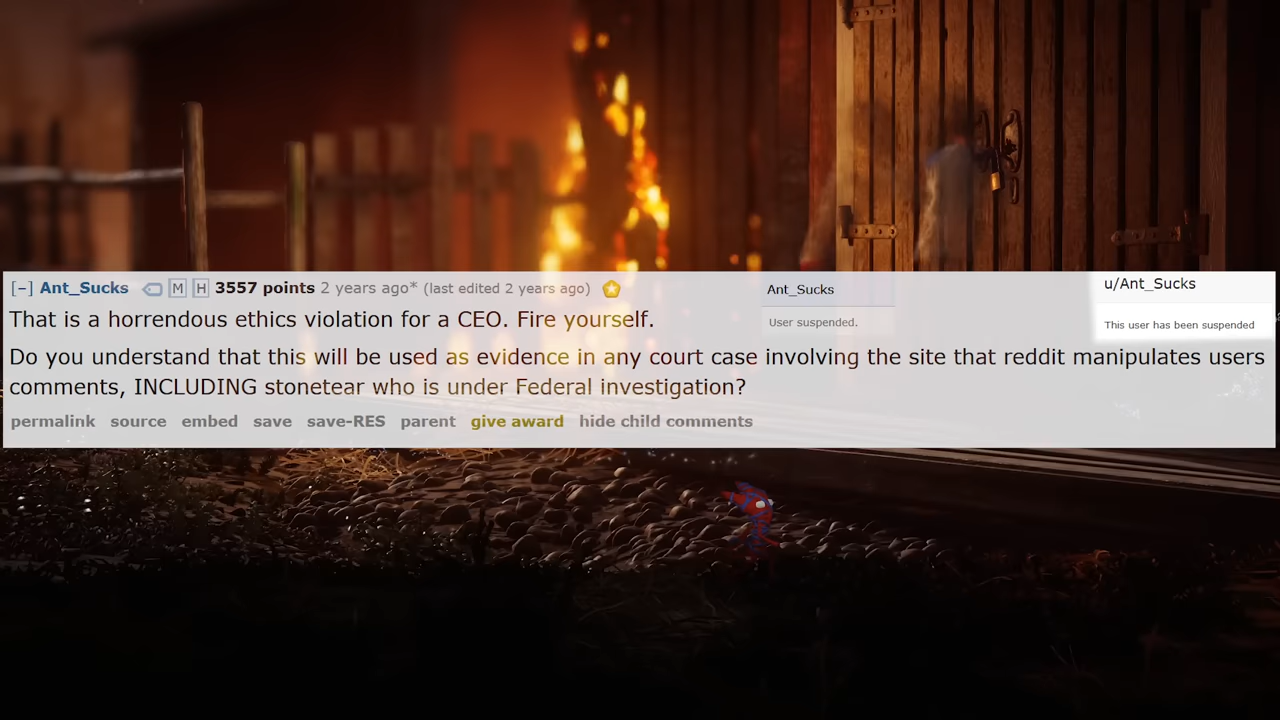 [–] Ant_Sucks M H 3557 points 2 years ago* (last edited 2 years ago)
Ant_Sucks
User suspended.
u/Ant_Sucks
This user has been suspended
That is a horrendous ethics violation for a CEO. Fire yourself.
Do you understand that this will be used as evidence in any court case involving the site that reddit manipulates users
comments, INCLUDING stonetear who is under Federal investigation?
permalink source embed save save-RES parent give award hide child comments